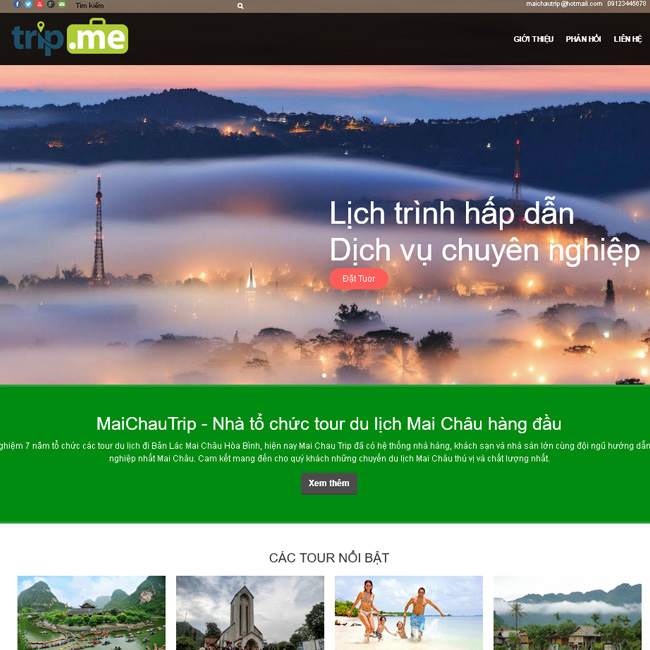 Tìm kiếm
maichautrip@hotmail.com 09123445678
trip.me
GIỚI THIỆU PHẢN HỒI LIÊN HỆ
Lịch trình hấp dẫn
Dịch vụ chuyên nghiệp
Đặt Tuor
MaiChauTrip - Nhà tổ chức tour du lịch Mai Châu hàng đầu
nghiệm 7 năm tổ chức các tour du lịch đi Bản Lác Mai Châu Hòa Bình, hiện nay Mai Chau Trip đã có hệ thống nhà hàng, khách sạn và nhà sàn lớn cùng đội ngũ hướng dẫn
nghiệp nhất Mai Châu. Cam kết mang đến cho quý khách những chuyến du lịch Mai Châu thú vị và chất lượng nhất.
Xem thêm
CÁC TOUR NỔI BẬT